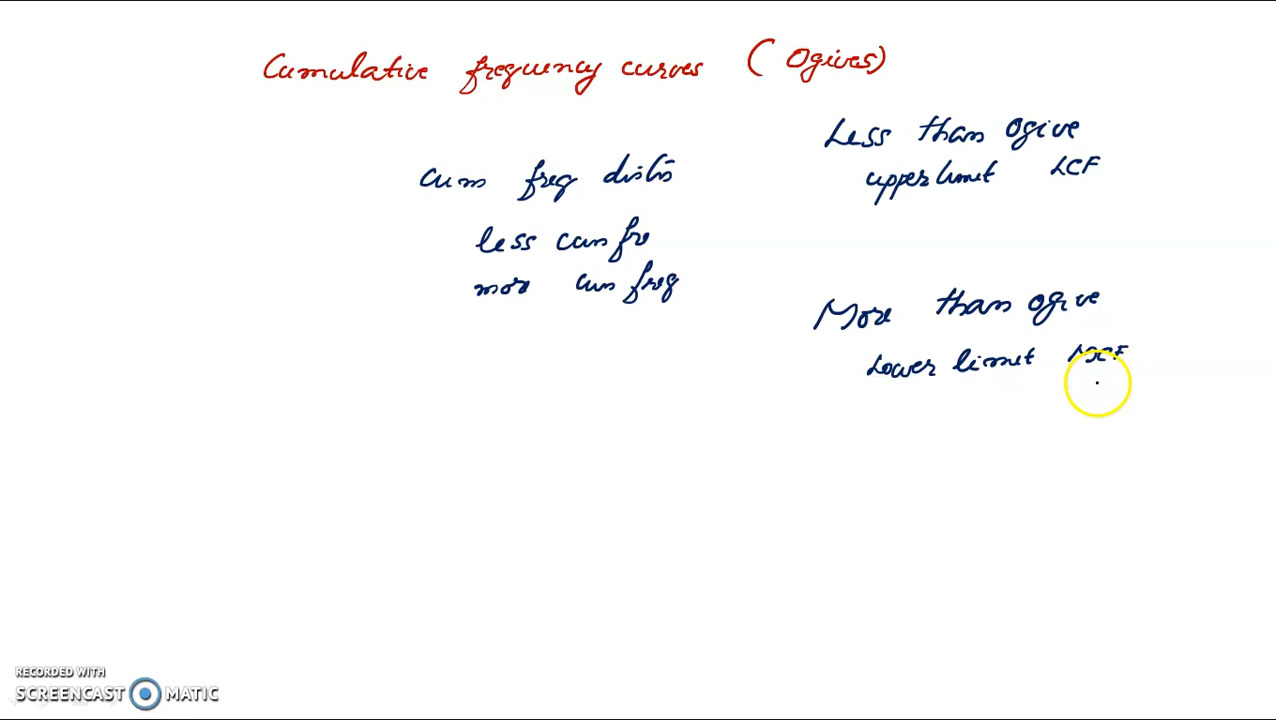 Cumulative frequency curves (Ogives)
Less than Ogive
upper limit LCF
cum freq
less cum fre
more cum freq
More than ogive
Lower limit MCF
RECORDED WITH
SCREENCAST MATIC